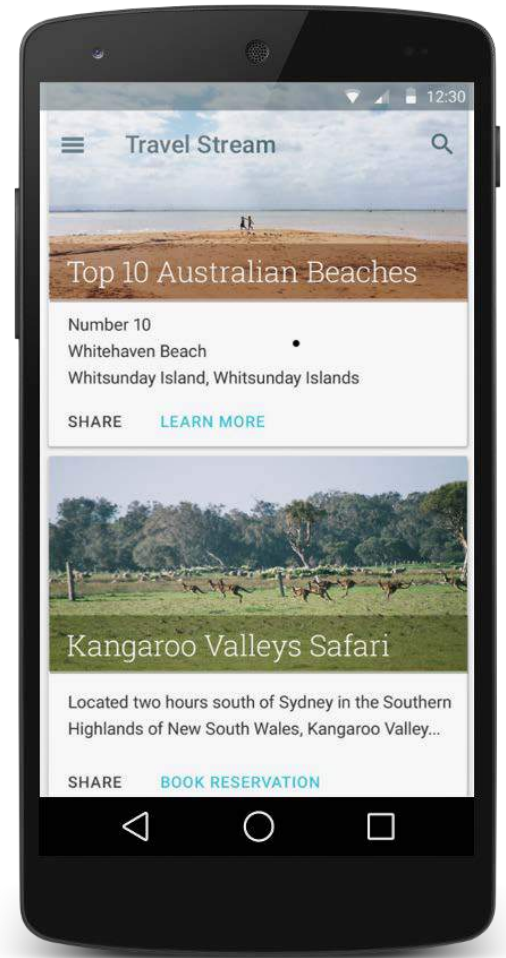 12:30
Travel Stream
Top 10 Australian Beaches
Number 10
Whitehaven Beach
Whitsunday Island, Whitsunday Islands
SHARE LEARN MORE
Kangaroo Valleys Safari
Located two hours south of Sydney in the Southern
Highlands of New South Wales, Kangaroo Valley...
SHARE BOOK RESERVATION